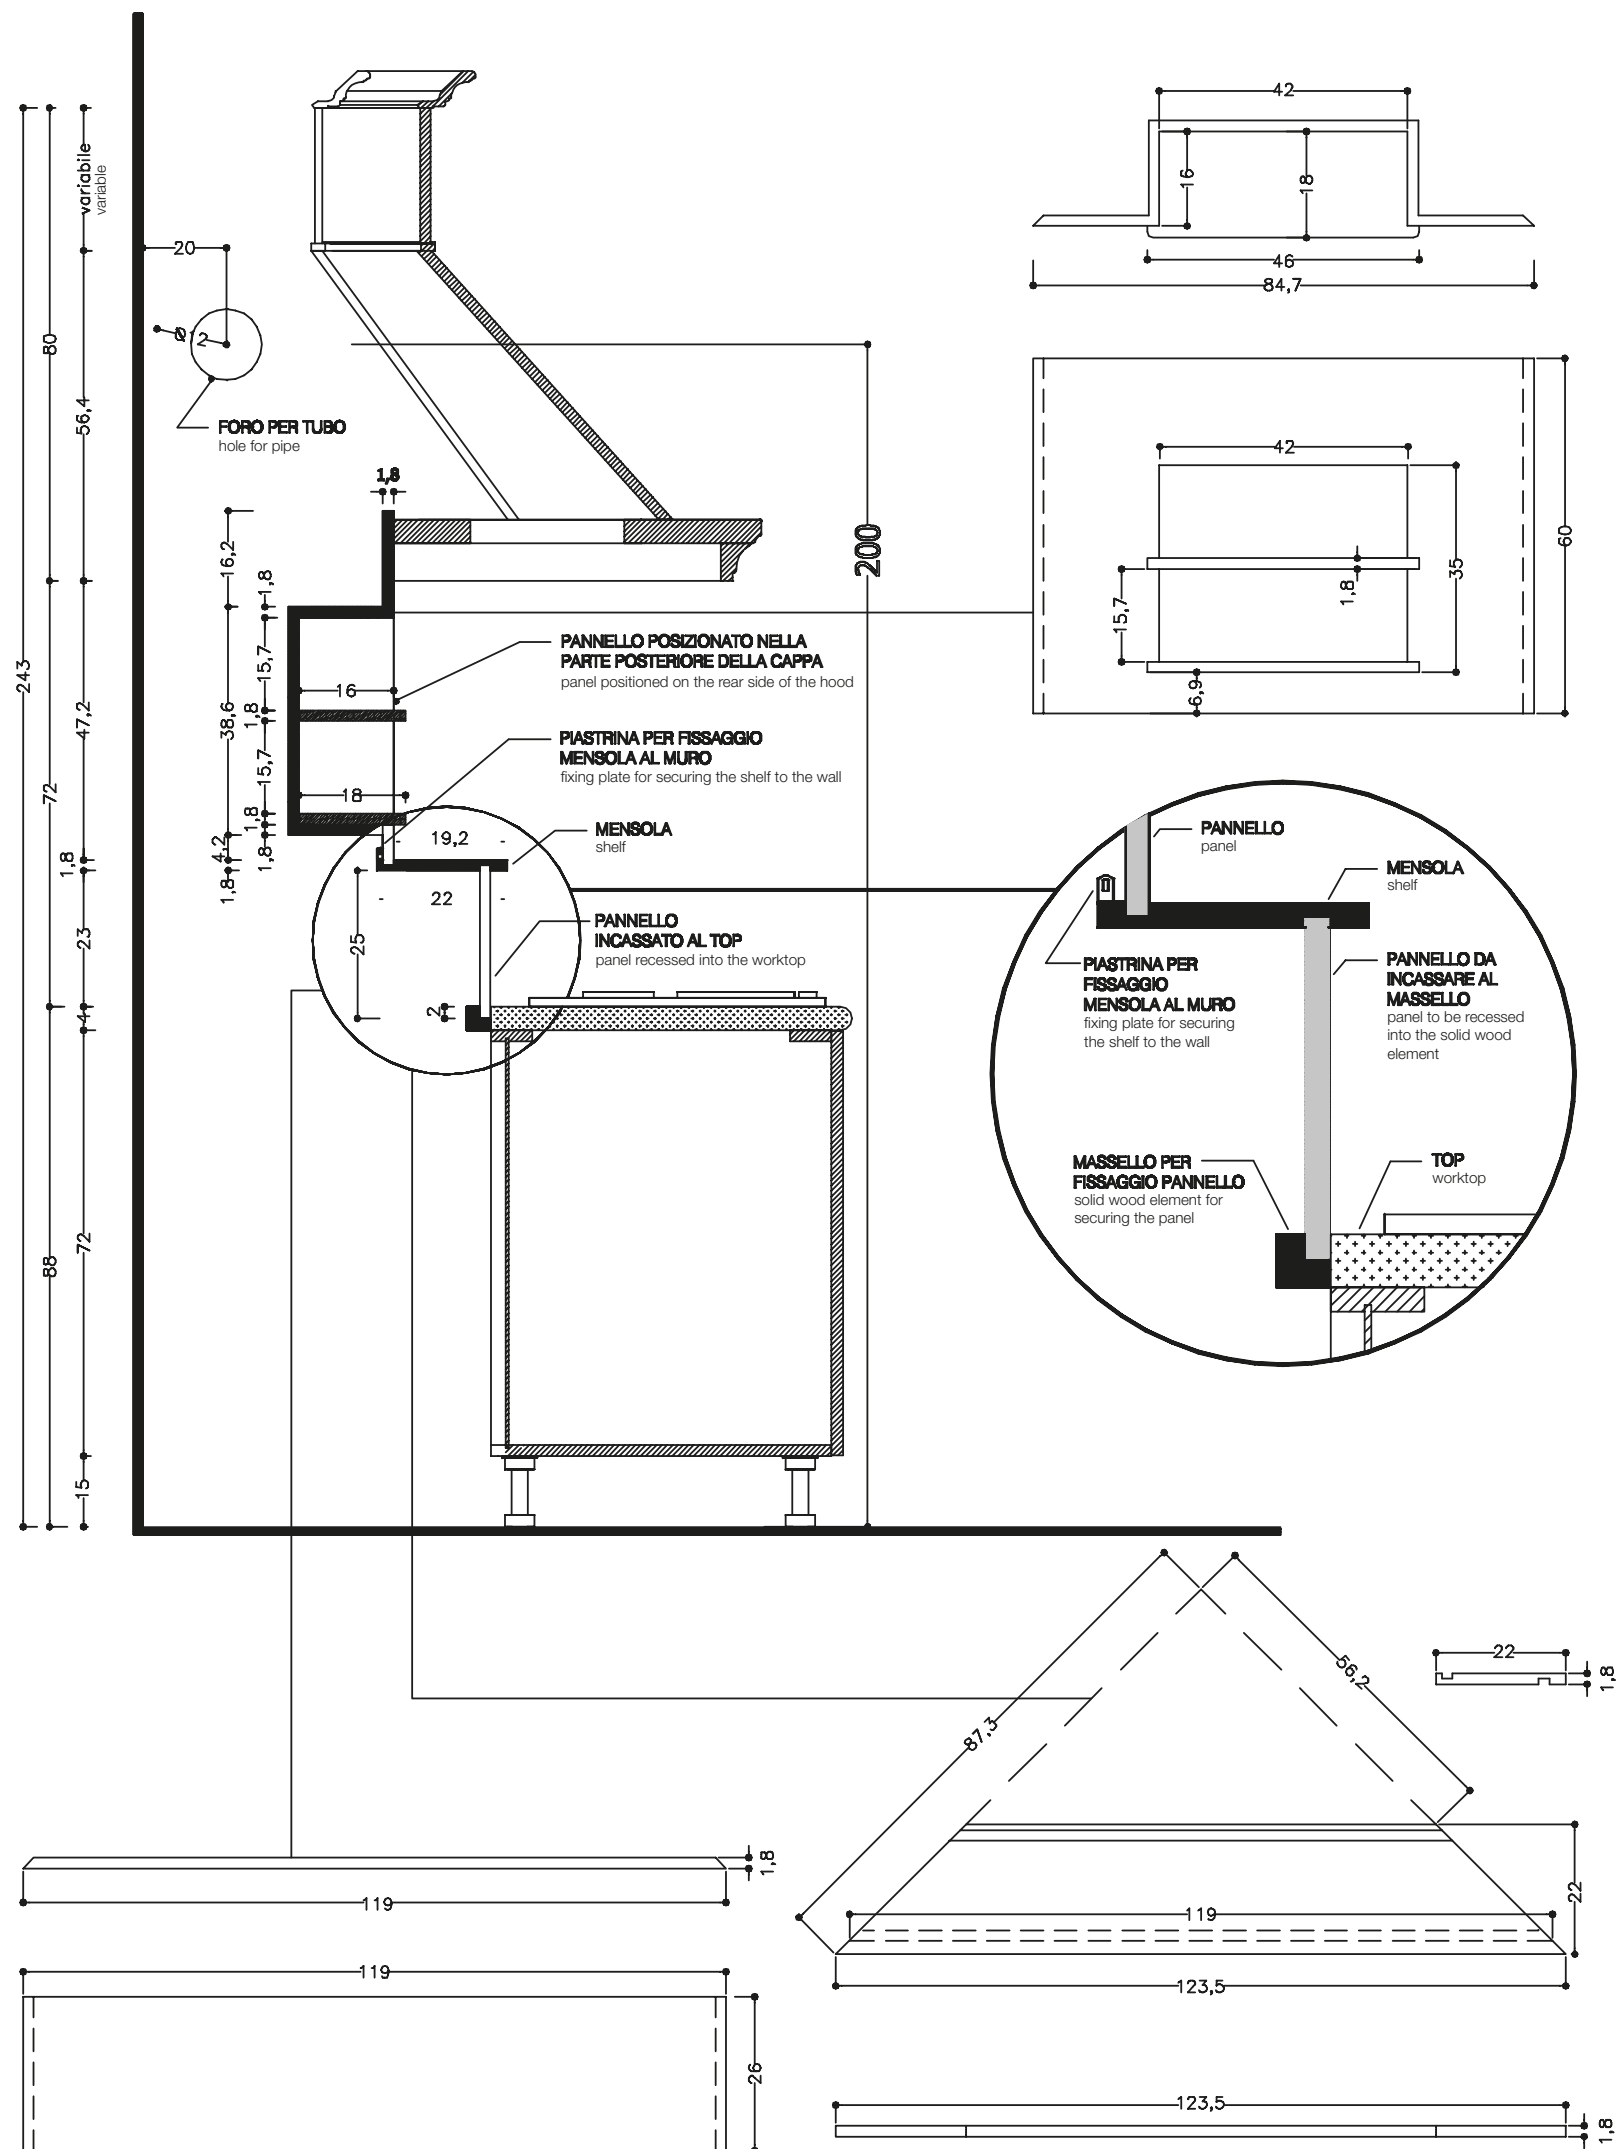 variabile
variable
243
80
72
88
56,4
47,2
1,8
23
4
72
15
20
Ø12
FORO PER TUBO
hole for pipe
1,8
16,2
38,6
4,2
1,8
1,8
15,7
1,8
15,7
1,8
1,8
16
18
200
PANNELLO POSIZIONATO NELLA
PARTE POSTERIORE DELLA CAPPA
panel positioned on the rear side of the hood
PIASTRINA PER FISSAGGIO
MENSOLA AL MURO
fixing plate for securing the shelf to the wall
19,2
MENSOLA
shelf
22
25
2
PANNELLO
INCASSATO AL TOP
panel recessed into the worktop
42
16
18
46
84,7
42
60
35
1,8
15,7
6,9
PANNELLO
panel
MENSOLA
shelf
PIASTRINA PER
FISSAGGIO
MENSOLA AL MURO
fixing plate for securing
the shelf to the wall
PANNELLO DA
INCASSARE AL
MASSELLO
panel to be recessed
into the solid wood
element
MASSELLO PER
FISSAGGIO PANNELLO
solid wood element for
securing the panel
TOP
worktop
87,3
56,2
22
1,8
22
119
123,5
1,8
119
119
26
123,5
1,8